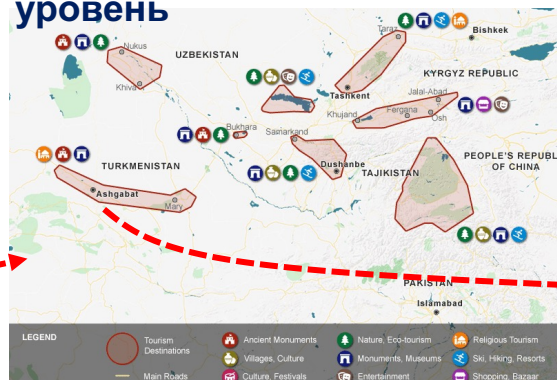 уровень
Taraz
Bishkek
Nukus
UZBEKISTAN
KYRGYZ REPUBLIC
Khiva
Tashkent
Jalal-Abad
Khujand
Fergana
Osh
Bukhara
Samarkand
Dushanbe
TURKMENISTAN
TAJIKISTAN
PEOPLE'S REPUBL
OF CHINA
Ashgabat
Mary
PAKISTAN
Islamabad
LEGEND
Tourism
Destinations
Main Roads
Ancient Monuments
Villages, Culture
Culture, Festivals
Nature, Eco-tourism
Monuments, Museums
Entertainment
Religious Tourism
Ski, Hiking, Resorts
Shopping, Bazaar